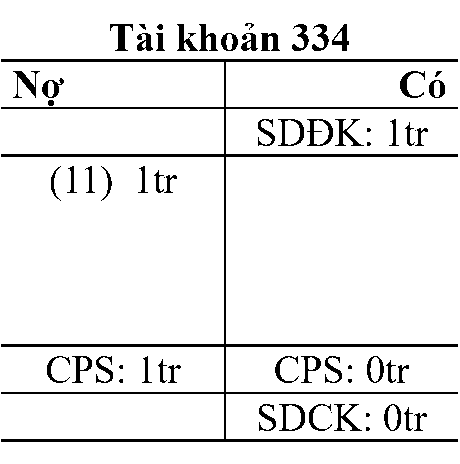 Tài khoản 334
Nợ Có
SDĐK: 1tr
(11) 1tr
CPS: 1tr CPS: 0tr
SDCK: 0tr